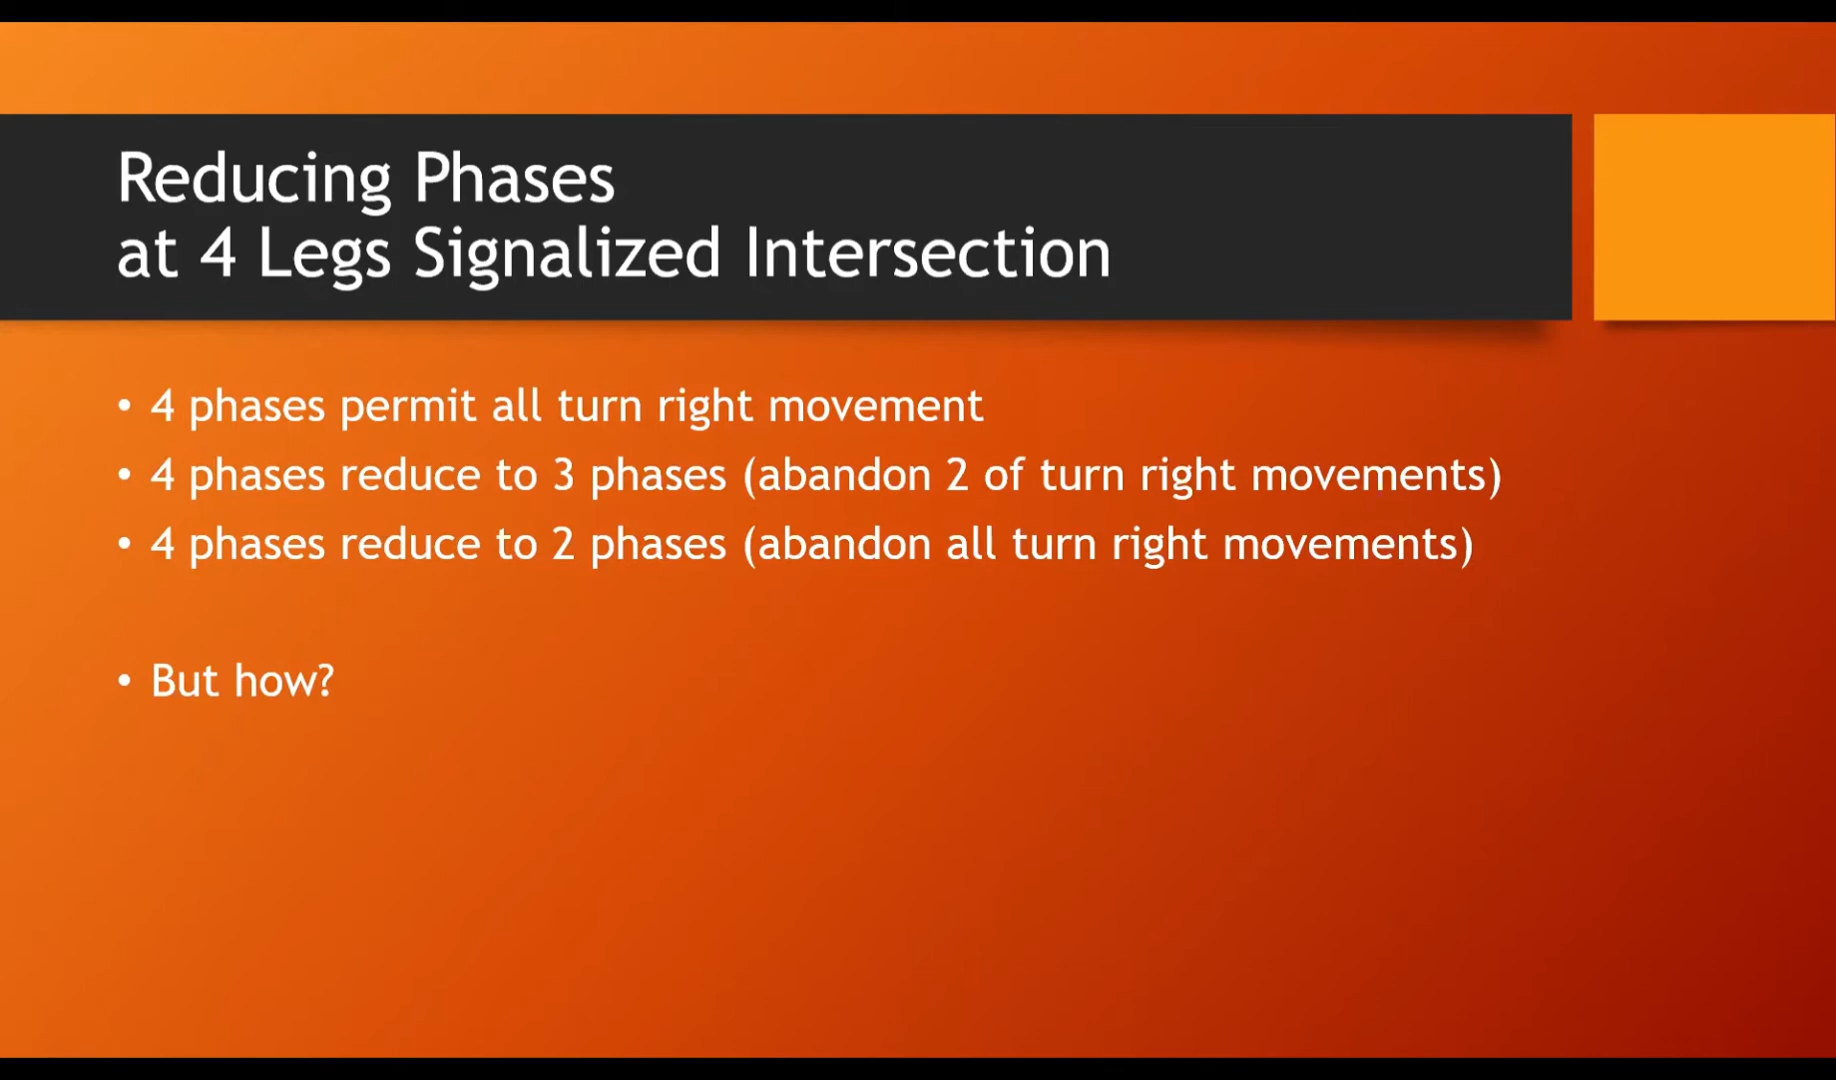 Reducing Phases
at 4 Legs Signalized Intersection
• 4 phases permit all turn right movement
• 4 phases reduce to 3 phases (abandon 2 of turn right movements)
• 4 phases reduce to 2 phases (abandon all turn right movements)
• But how?